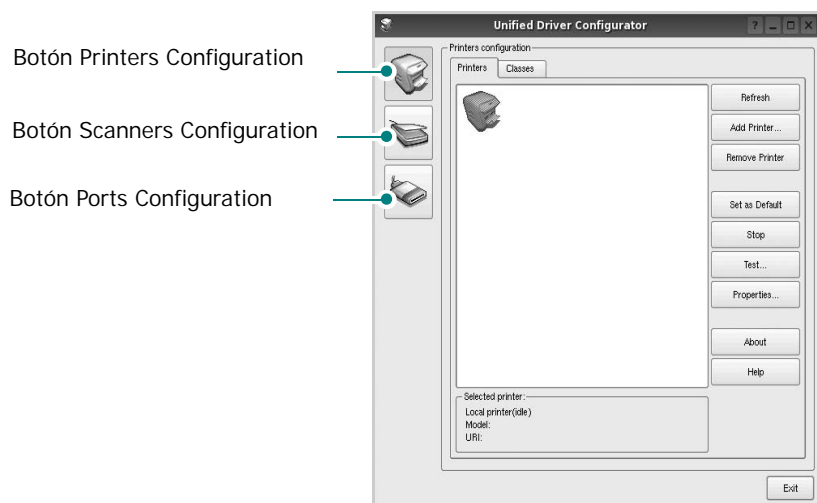 Unified Driver Configurator
?
Botón Printers Configuration
Botón Scanners Configuration
Botón Ports Configuration
Printers configuration
Printers
Classes
Refresh
Add Printer...
Remove Printer
Set as Default
Stop
Test...
Properties...
About
Help
Selected printer:
Local printer(idle)
Model:
URI:
Exit